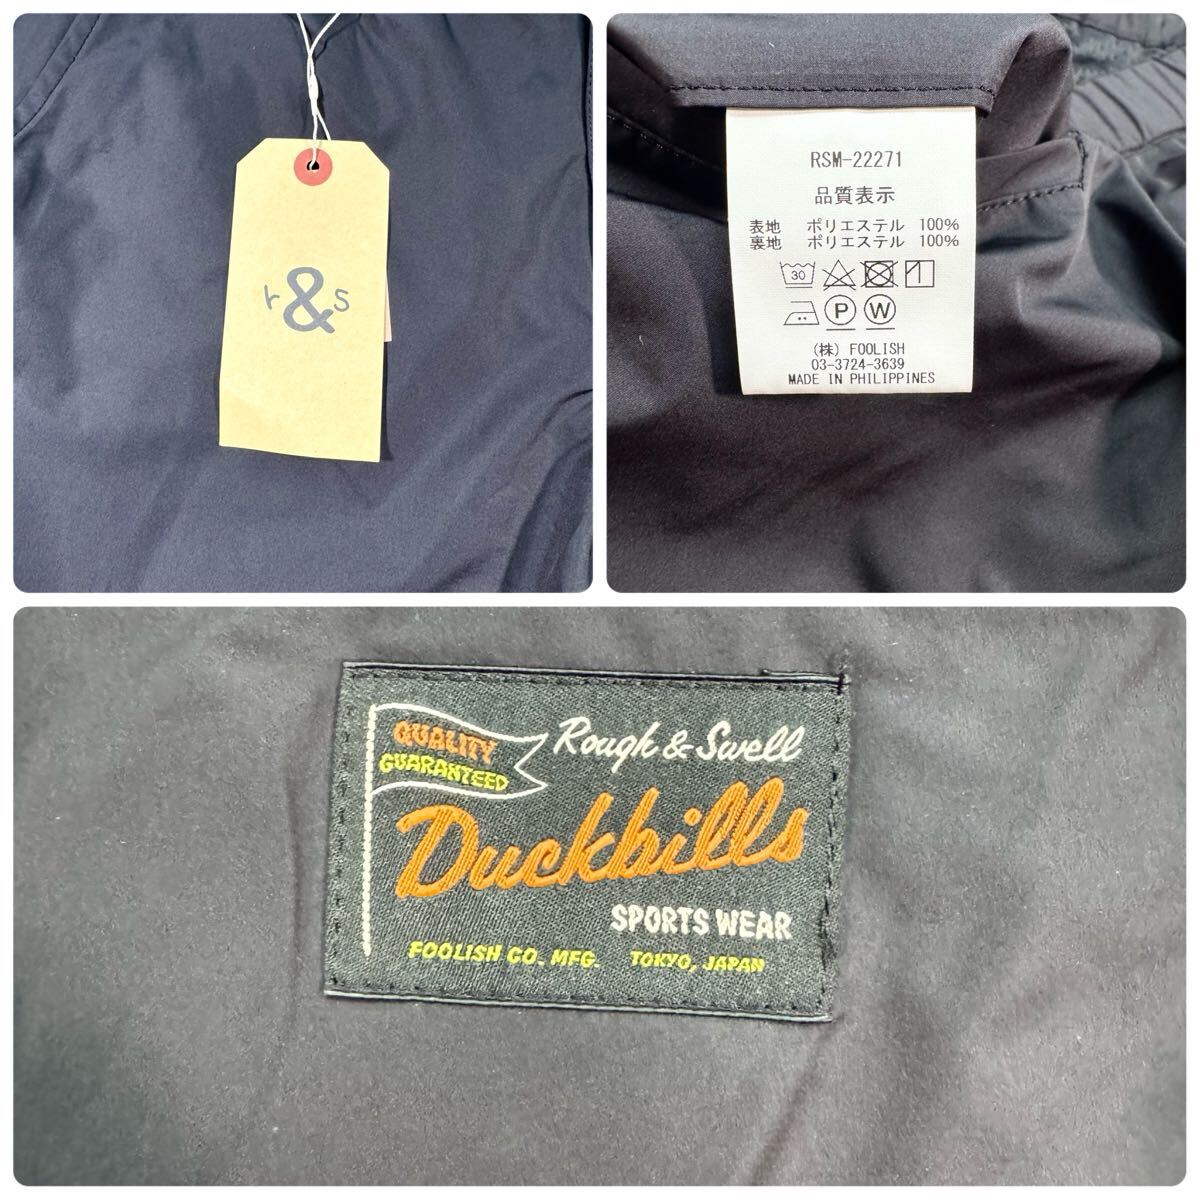 r&s
RSM-22271
品質表示
表地 ポリエステル 100%
裏地 ポリエステル 100%
30
1
P W
(株) FOOLISH
03-3724-3639
MADE IN PHILIPPINES
QUALITY
GUARANTEED
Rough & Swell
Duckbills
SPORTS WEAR
FOOLISH CO. MFG. TOKYO, JAPAN